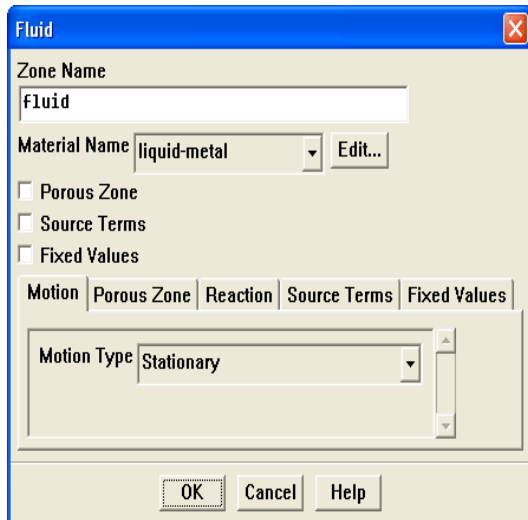 Fluid
Zone Name
fluid
Material Name liquid-metal Edit...
Porous Zone
Source Terms
Fixed Values
Motion Porous Zone Reaction Source Terms Fixed Values
Motion Type Stationary
OK Cancel Help